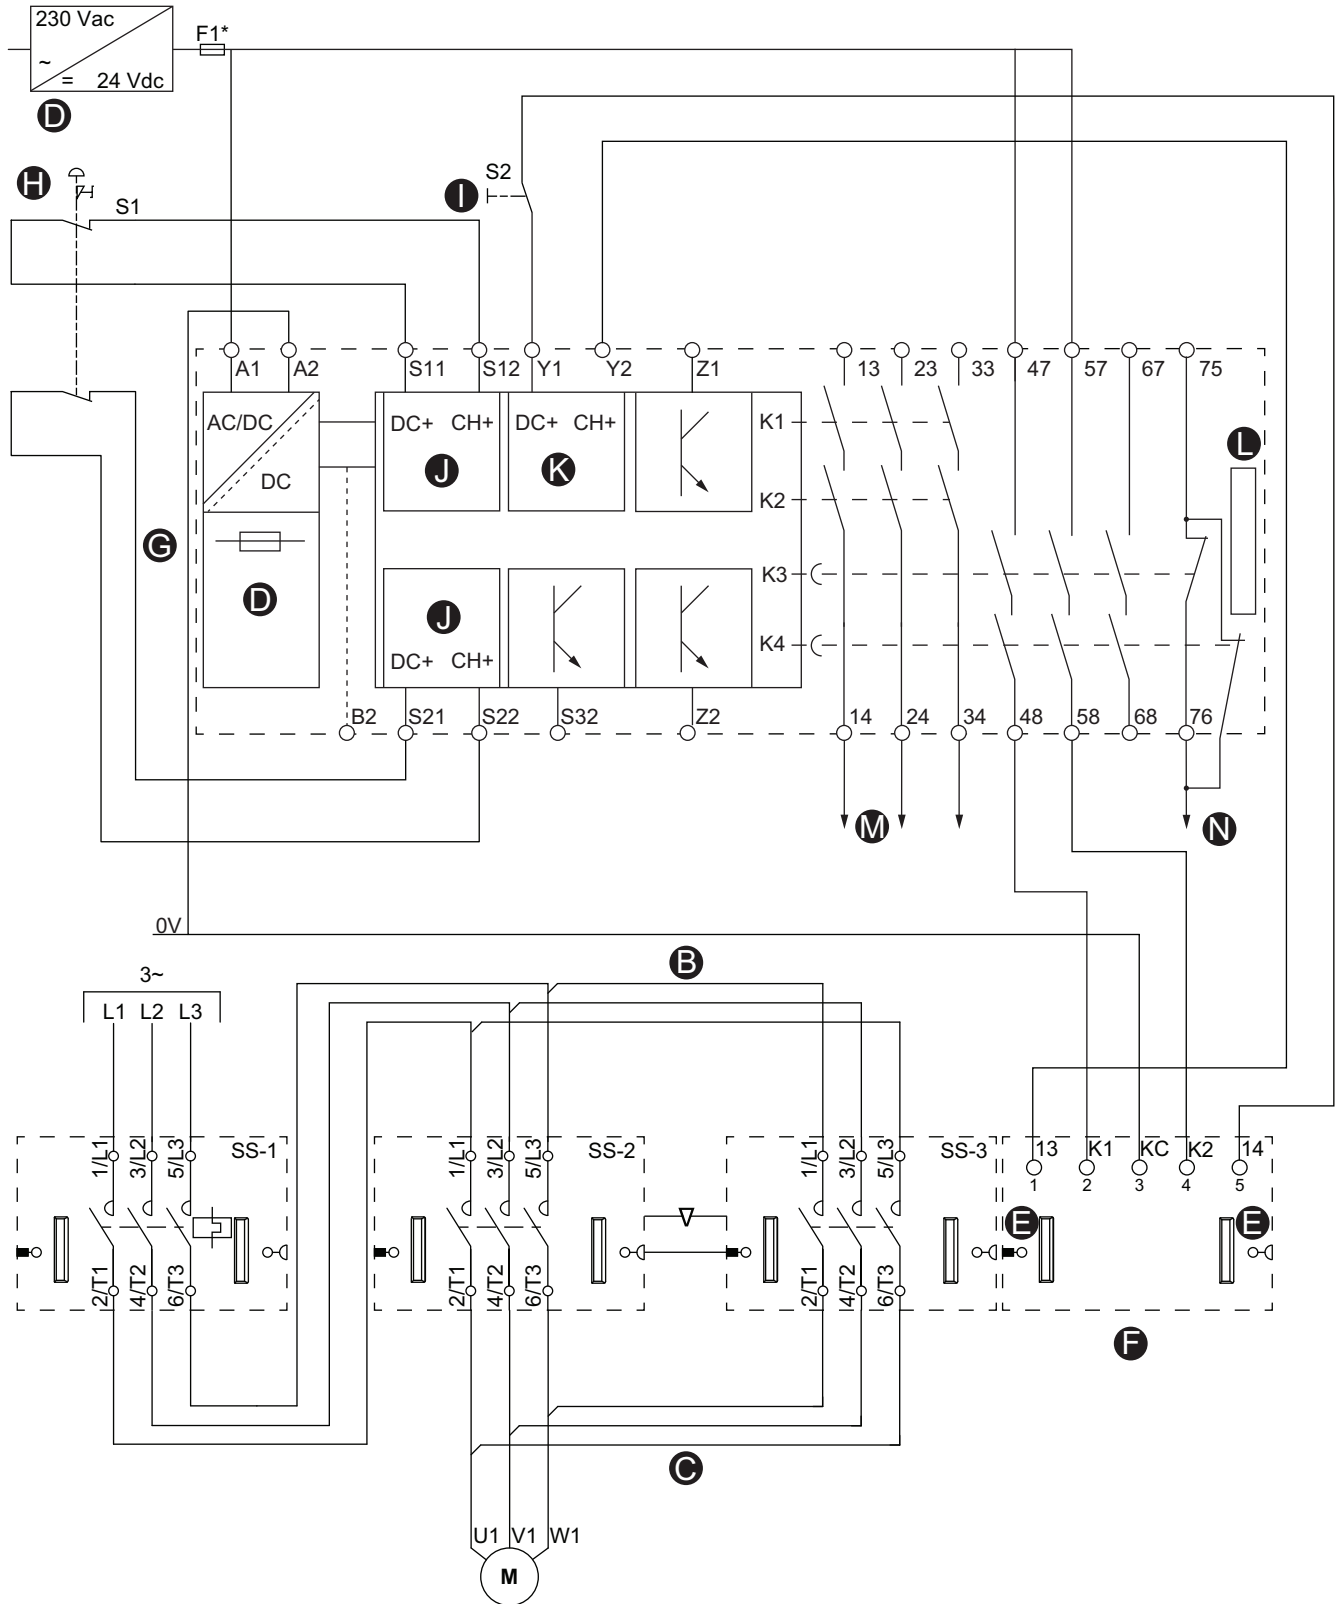 230 Vac
~
= 24 Vdc
F1*
D
H
S1
I
S2
A1 A2 S11 S12 Y1 Y2 Z1 13 23 33 47 57 67 75
AC/DC
DC
DC+ CH+
J
DC+ CH+
K
K1
K2
L
G
D
K3
K4
J
DC+ CH+
B2 S21 S22 S32 Z2 14 24 34 48 58 68 76
M
N
0V
3~
L1 L2 L3
B
1/L1 3/L2 5/L3 SS-1
1/L1 3/L2 5/L3 SS-2
1/L1 3/L2 5/L3 SS-3
13 K1 KC K2 14
1 2 3 4 5
E E
2/T1 4/T2 6/T3
2/T1 4/T2 6/T3
2/T1 4/T2 6/T3
F
C
U1 V1 W1
M